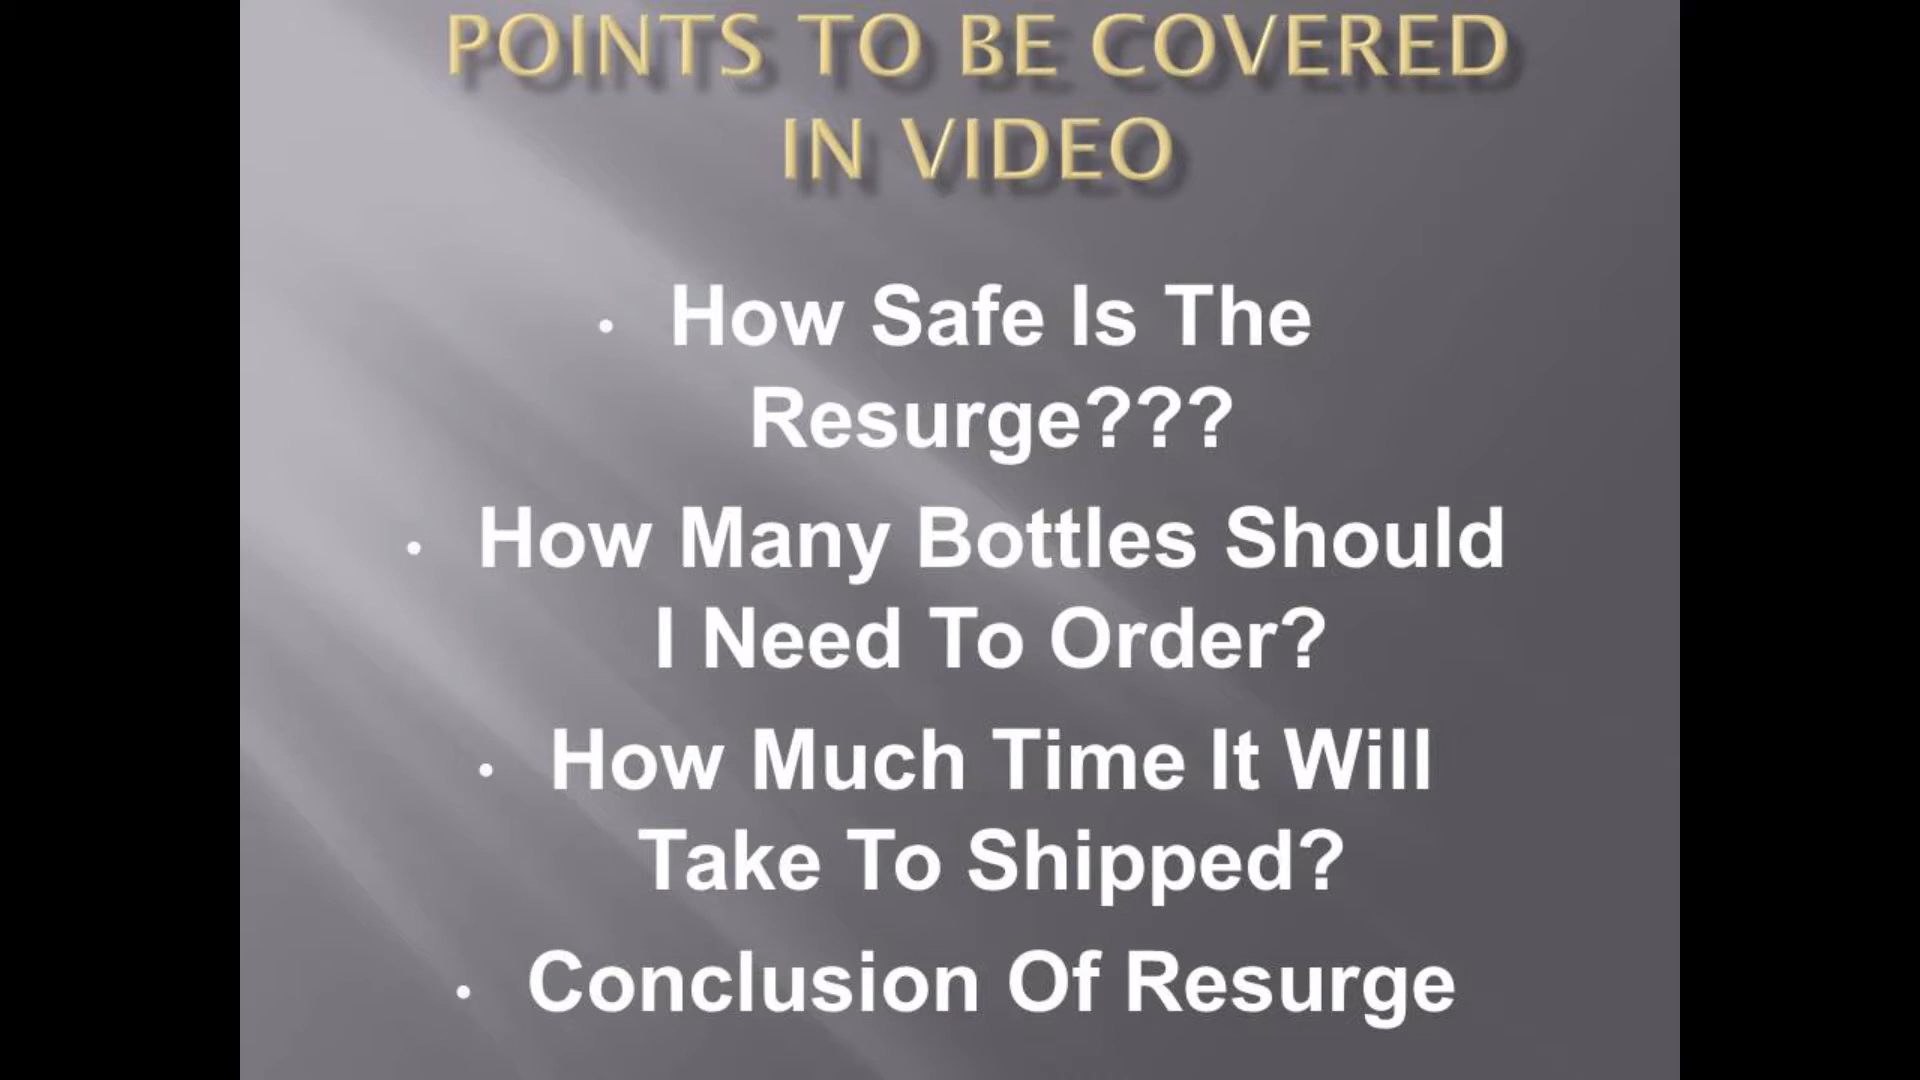 POINTS TO BE COVERED
IN VIDEO
• How Safe Is The
Resurge???
• How Many Bottles Should
I Need To Order?
• How Much Time It Will
Take To Shipped?
• Conclusion Of Resurge